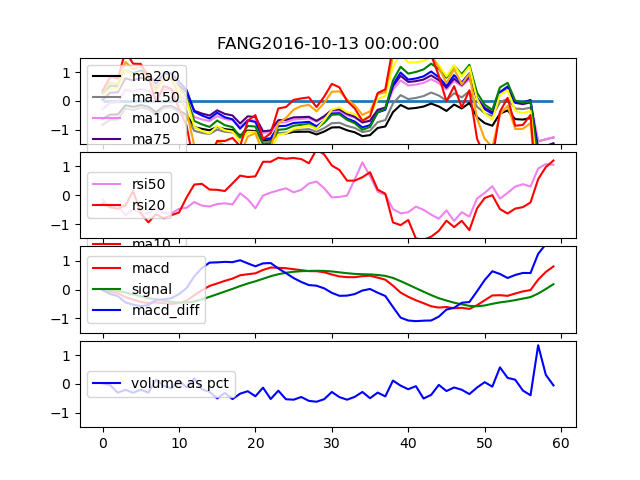 FANG2016-10-13 00:00:00
1
0
−1
ma200
ma150
ma100
ma75
1
0
−1
rsi50
rsi20
ma10
1
0
−1
macd
signal
macd_diff
1
0
−1
volume as pct
0 10 20 30 40 50 60